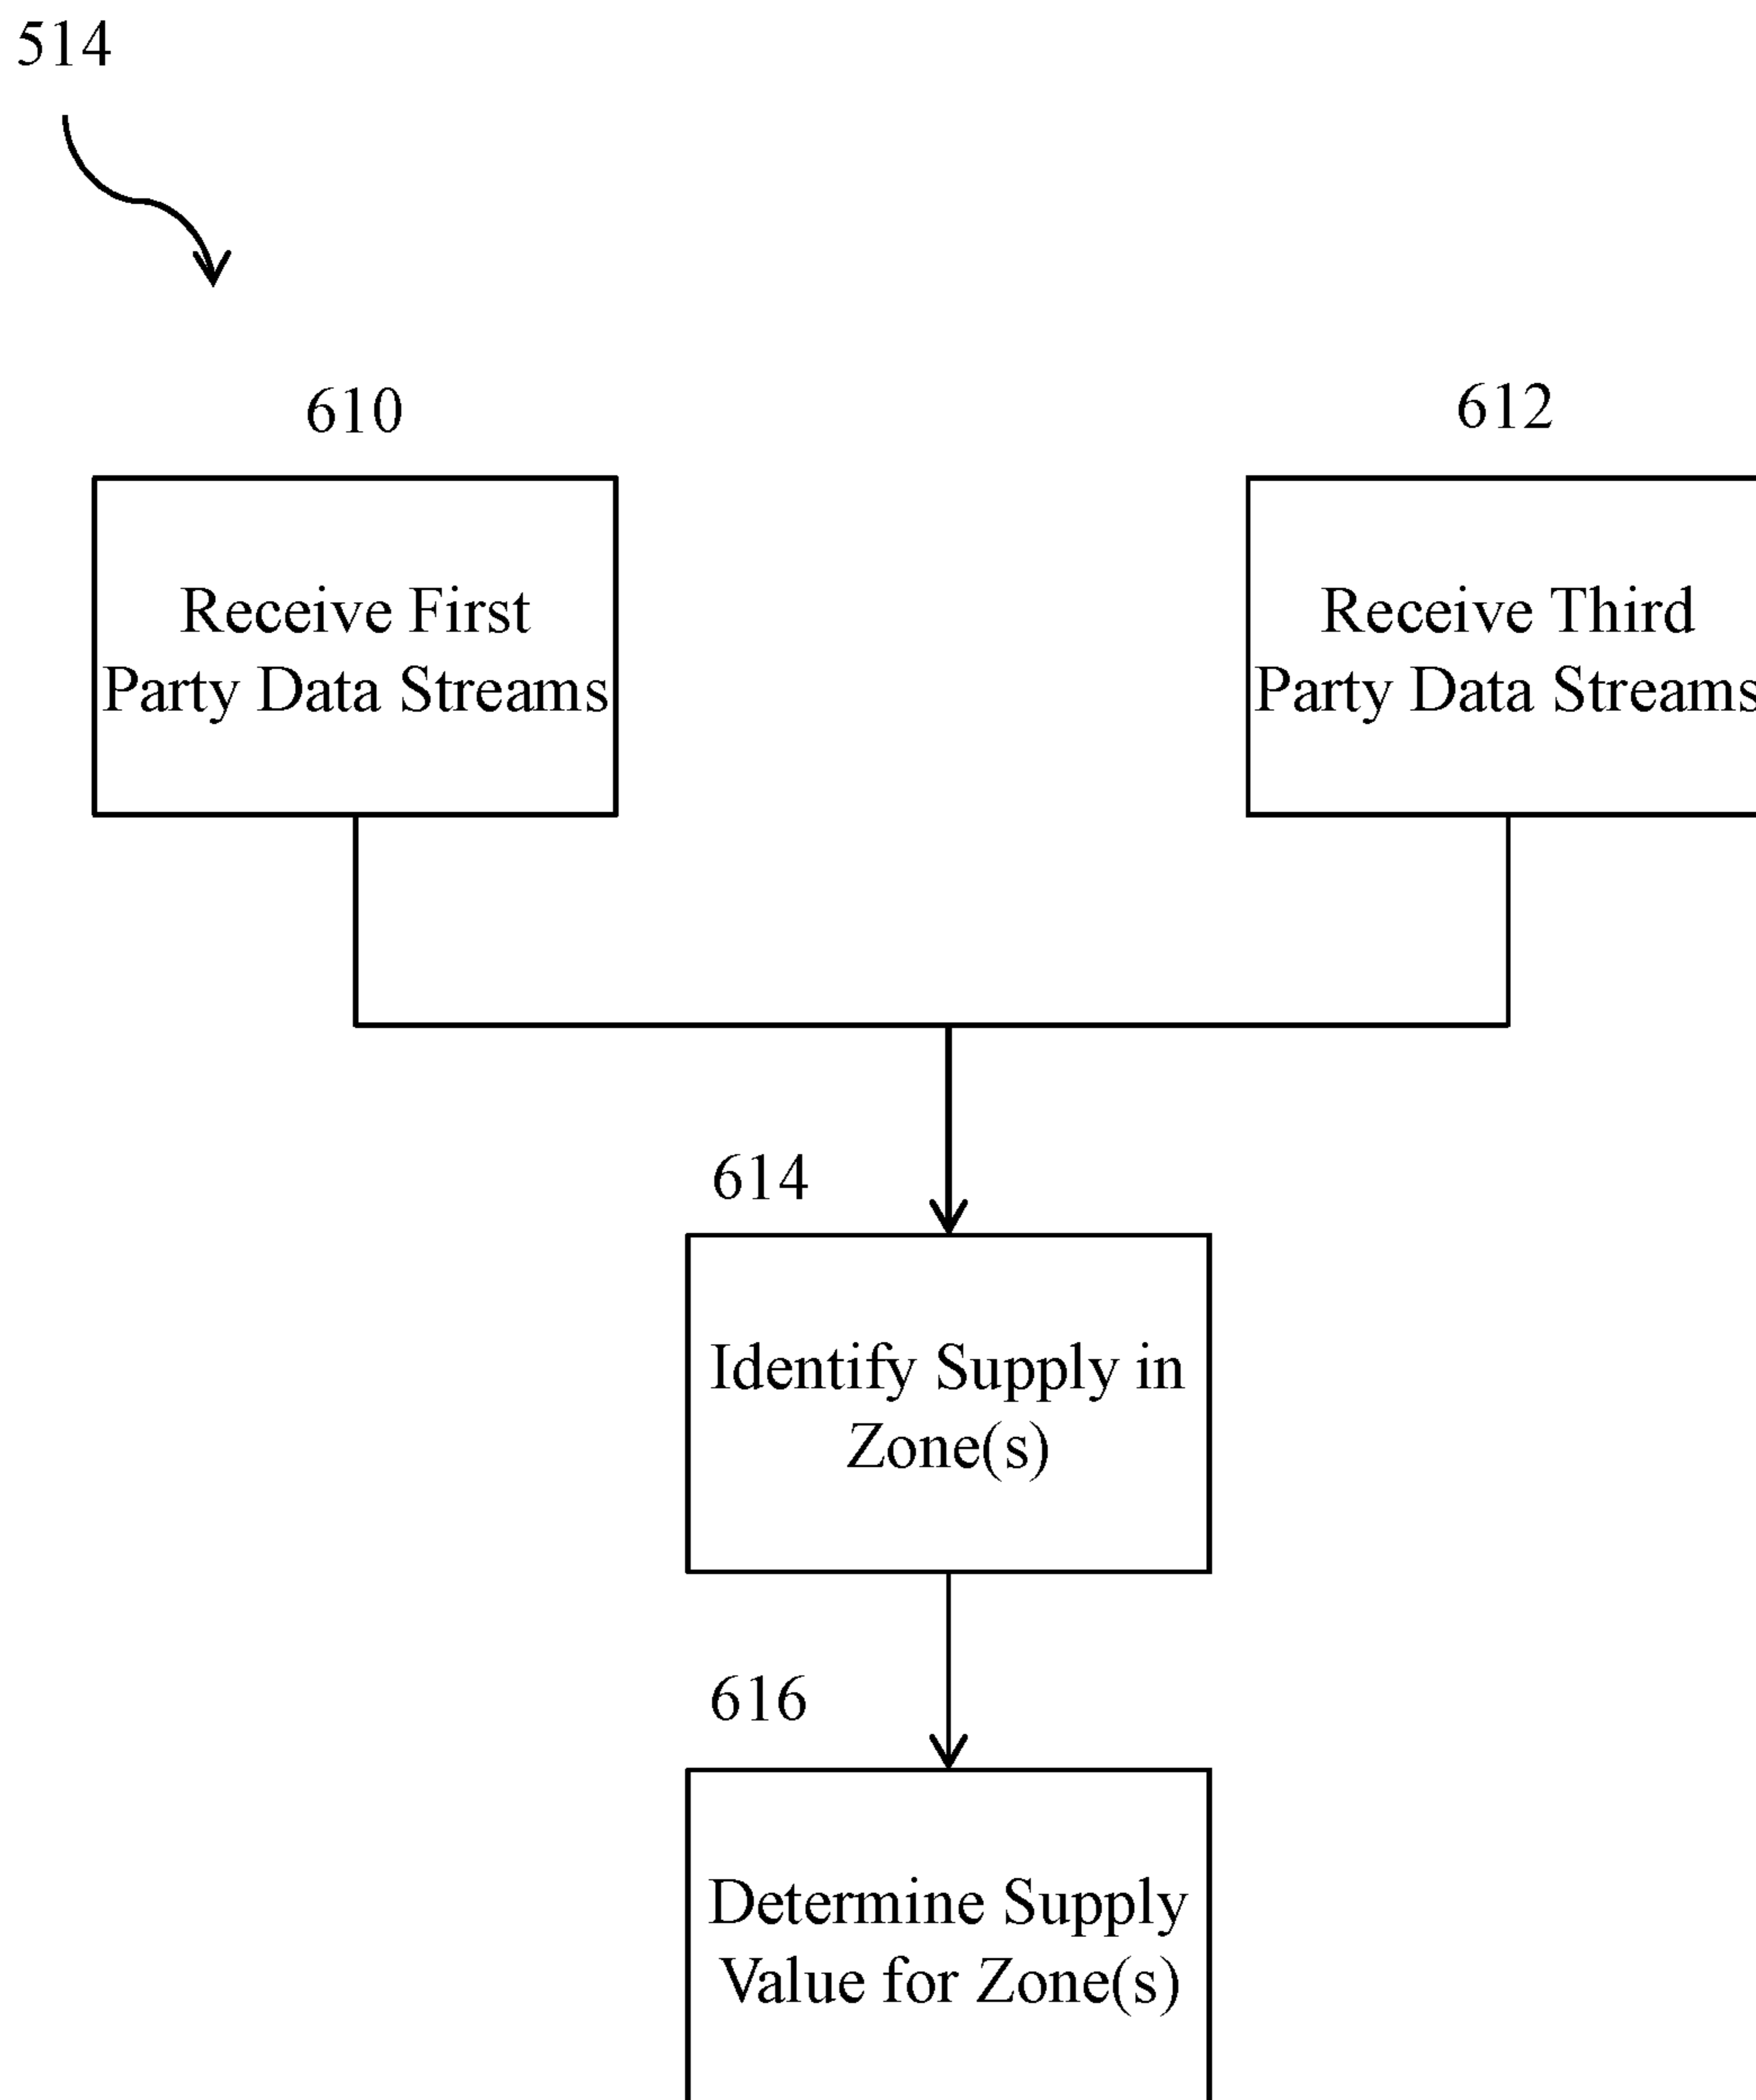 514
610
612
Receive First
Party Data Streams
Receive Third
Party Data Streams
614
Identify Supply in
Zone(s)
616
Determine Supply
Value for Zone(s)